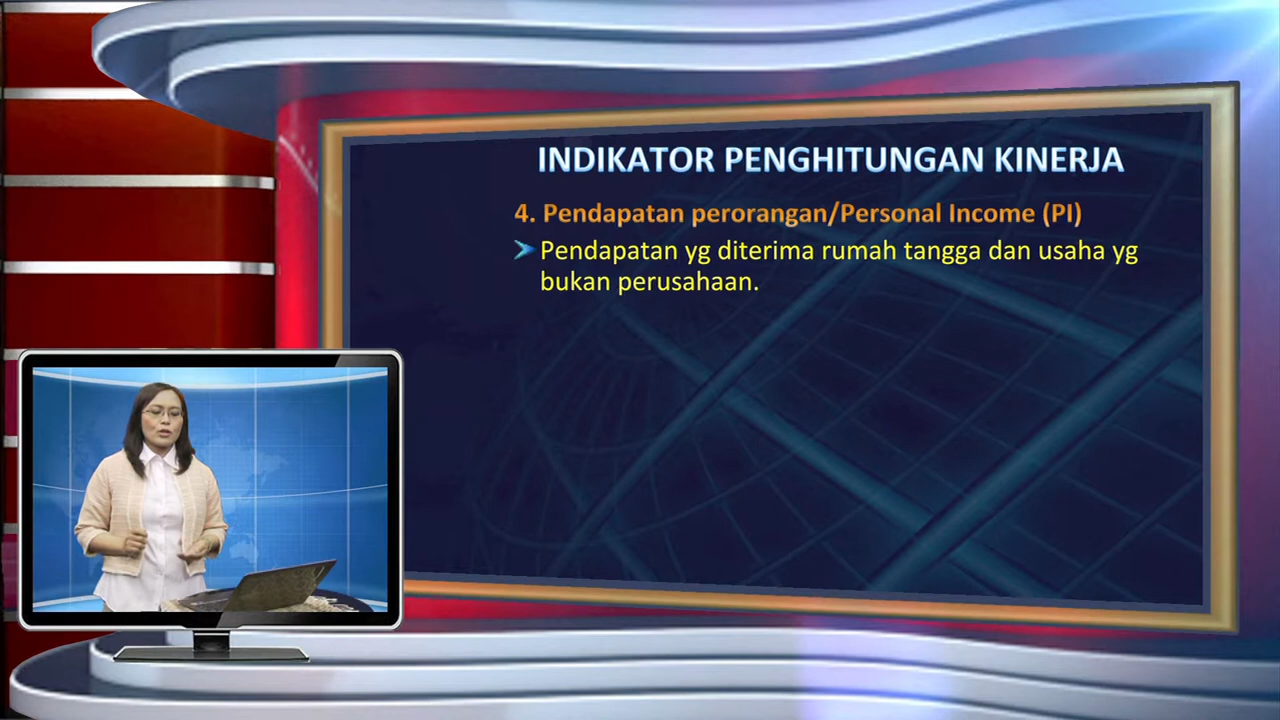 INDIKATOR PENGHITUNGAN KINERJA
4. Pendapatan perorangan/Personal Income (PI)
Pendapatan yg diterima rumah tangga dan usaha yg
bukan perusahaan.